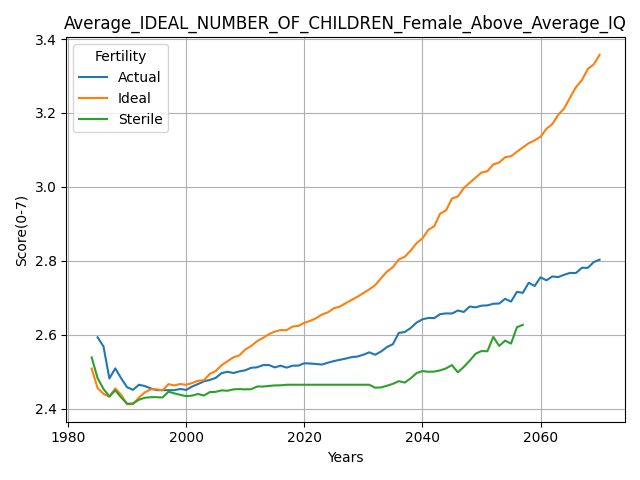 Average_IDEAL_NUMBER_OF_CHILDREN_Female_Above_Average_IQ
Fertility
Actual
Ideal
Sterile
Score(0-7)
3.4
3.2
3.0
2.8
2.6
2.4
1980
2000
2020
2040
2060
Years